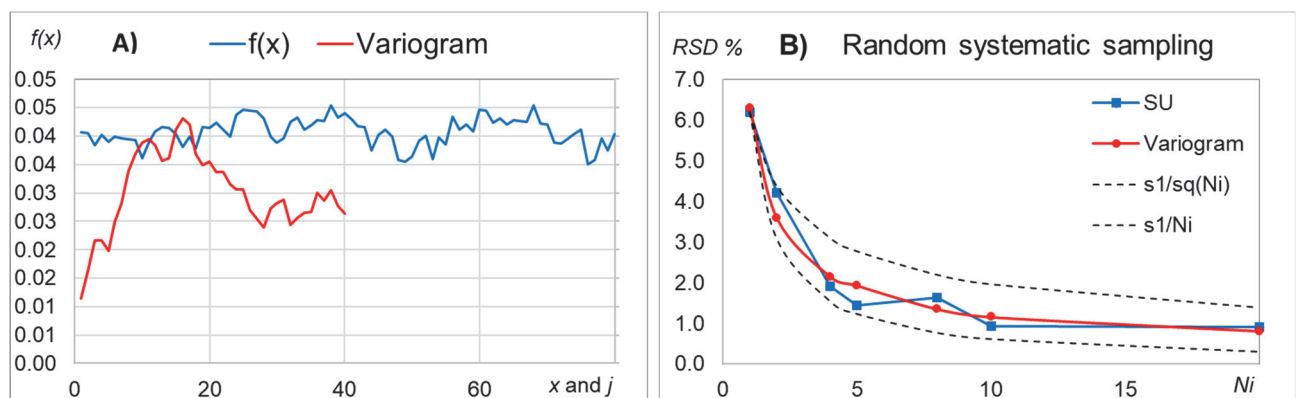 f(x) A) f(x) Variogram
0.05
0.05
0.04
0.04
0.03
0.03
0.02
0.02
0.01
0.01
0.00
0 20 40 60 x and j
RSD % B) Random systematic sampling
7.0
6.0
5.0
4.0
3.0
2.0
1.0
0.0
SU
Variogram
s1/sq(Ni)
s1/Ni
0 5 10 15 Ni